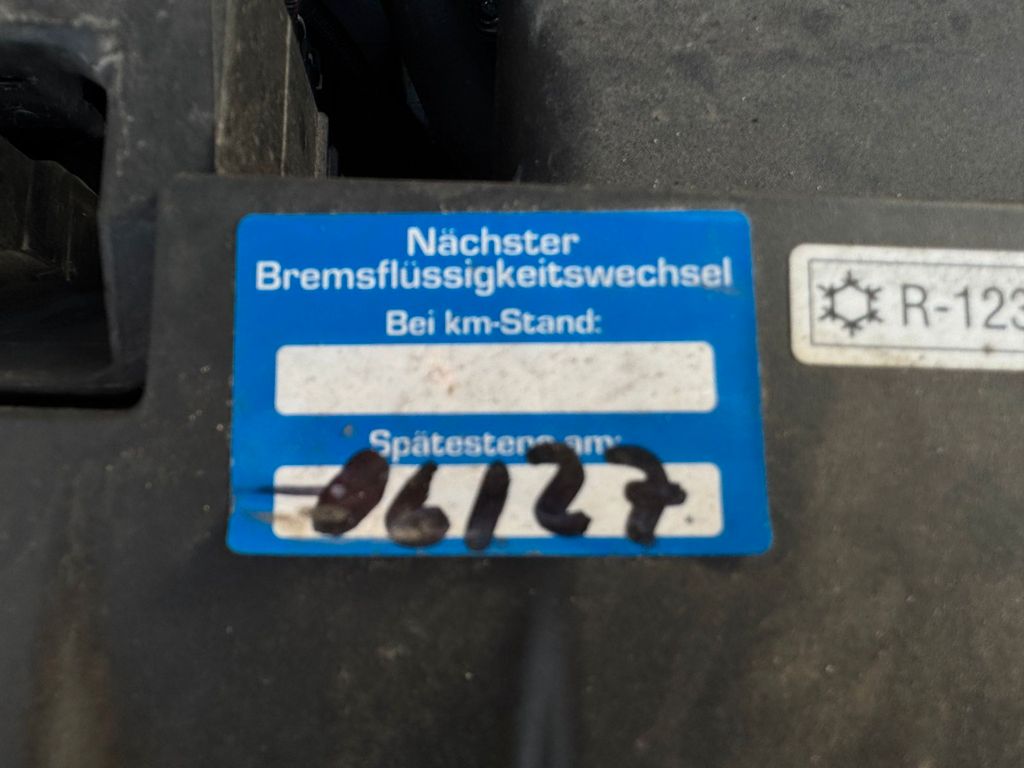 Nächster
Bremsflüssigkeitswechsel
Bei km-Stand:
Spätestens am:
06/27
R-123